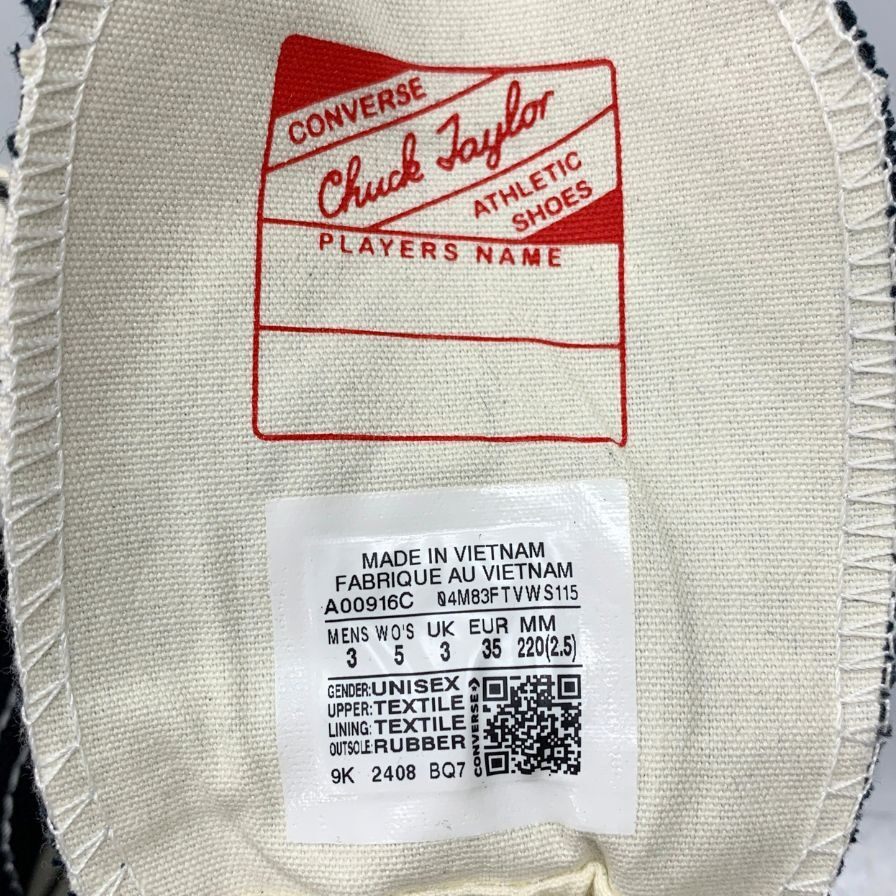 CONVERSE
Chuck Taylor
ATHLETIC
SHOES
PLAYERS NAME
MADE IN VIETNAM
FABRIQUE AU VIETNAM
A00916C 04M83FTVWS115
MENS WO'S UK EUR MM
3 5 3 35 220(2.5)
GENDER:UNISEX
UPPER:TEXTILE
LINING:TEXTILE
OUTSOLE:RUBBER
CONVERSE
9K 2408 BQ7